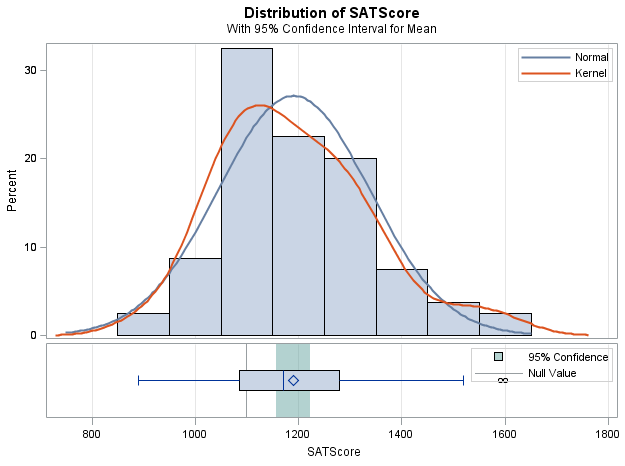 Distribution of SATScore
With 95% Confidence Interval for Mean
Normal
Kernel
30
20
10
0
Percent
95% Confidence
Null Value
800
1000
1200
1400
1600
1800
SATScore